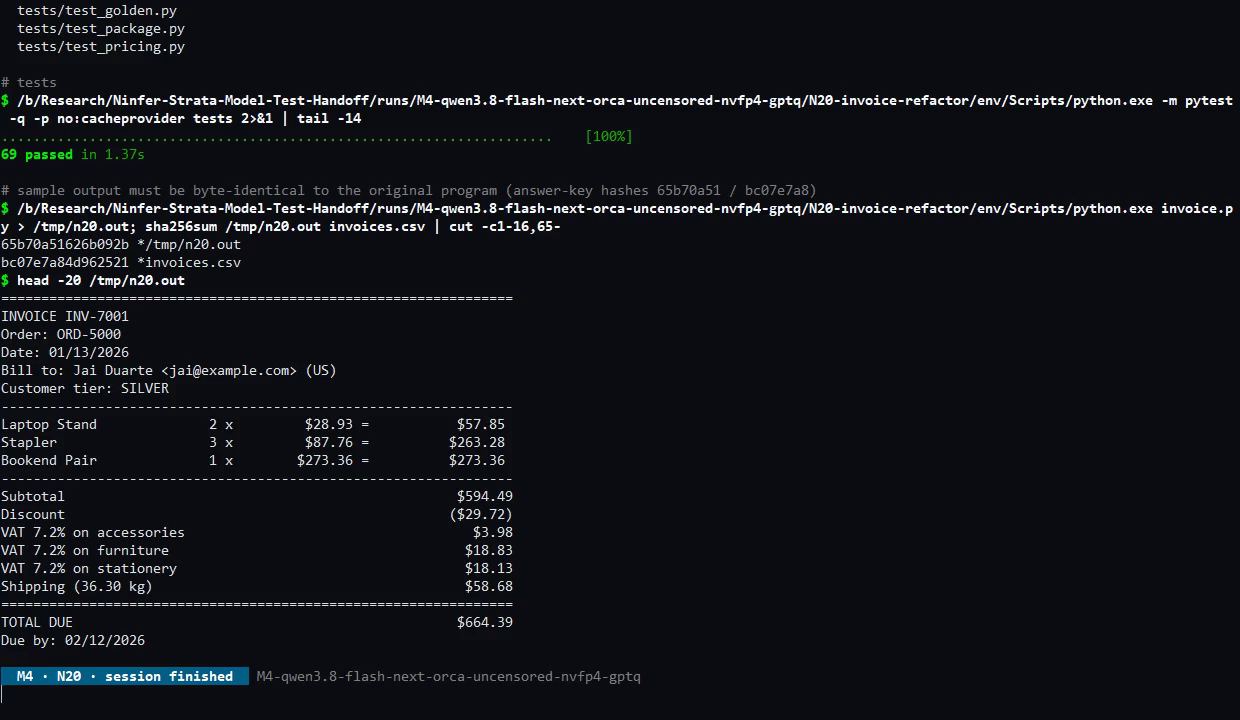 tests/test_golden.py
tests/test_package.py
tests/test_pricing.py
# tests
$ /b/Research/Ninfer-Strata-Model-Test-Handoff/runs/M4-qwen3.8-flash-next-orca-uncensored-nvfp4-gptq/N20-invoice-refactor/env/Scripts/python.exe -m pytest
-q -p no:cacheprovider tests 2>&1 | tail -14
..................................................................... [100%]
69 passed in 1.37s
# sample output must be byte-identical to the original program (answer-key hashes 65b70a51 / bc07e7a8)
$ /b/Research/Ninfer-Strata-Model-Test-Handoff/runs/M4-qwen3.8-flash-next-orca-uncensored-nvfp4-gptq/N20-invoice-refactor/env/Scripts/python.exe invoice.p
y > /tmp/n20.out; sha256sum /tmp/n20.out invoices.csv | cut -c1-16,65-
65b70a51626b092b */tmp/n20.out
bc07e7a84d962521 *invoices.csv
$ head -20 /tmp/n20.out
================================================================
INVOICE INV-7001
Order: ORD-5000
Date: 01/13/2026
Bill to: Jai Duarte <jai@example.com> (US)
Customer tier: SILVER
----------------------------------------------------------------
Laptop Stand 2 x $28.93 = $57.85
Stapler 3 x $87.76 = $263.28
Bookend Pair 1 x $273.36 = $273.36
----------------------------------------------------------------
Subtotal $594.49
Discount ($29.72)
VAT 7.2% on accessories $3.98
VAT 7.2% on furniture $18.83
VAT 7.2% on stationery $18.13
Shipping (36.30 kg) $58.68
================================================================
TOTAL DUE $664.39
Due by: 02/12/2026
M4 · N20 · session finished M4-qwen3.8-flash-next-orca-uncensored-nvfp4-gptq